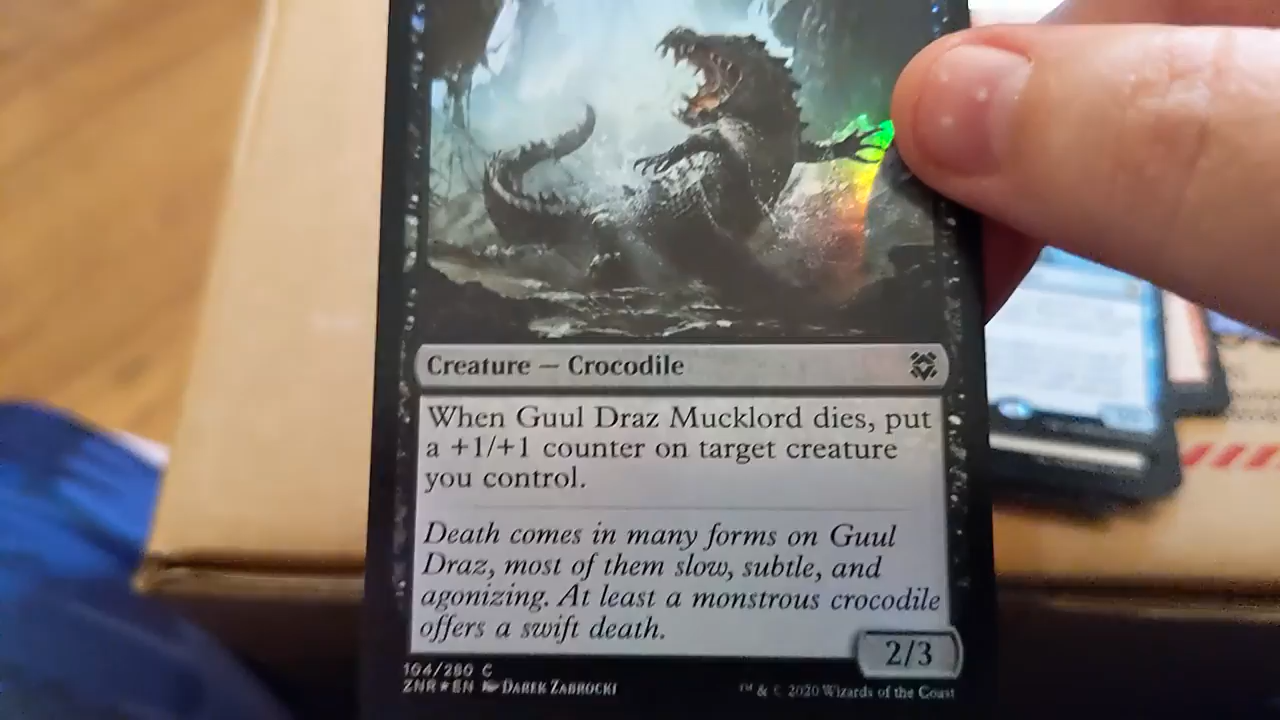 Creature — Crocodile
When Guul Draz Mucklord dies, put
a +1/+1 counter on target creature
you control.
Death comes in many forms on Guul
Draz, most of them slow, subtle, and
agonizing. At least a monstrous crocodile
offers a swift death.
2/3
104/280 C
ZNR ★ EN Darek Zabrocki
™ & © 2020 Wizards of the Coast